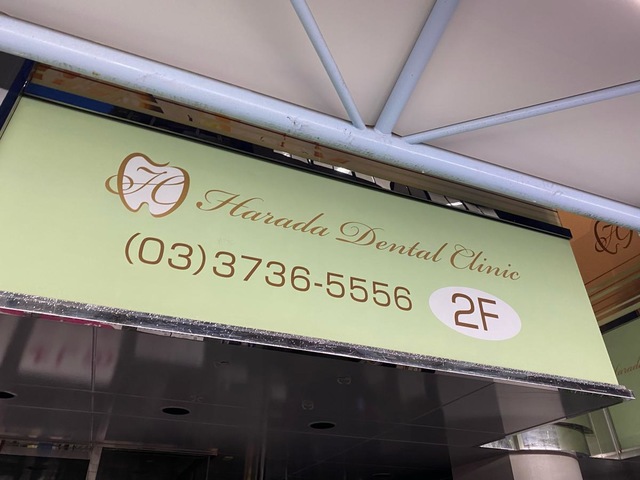 H
Harada Dental Clinic
(03)3736-5556
2F